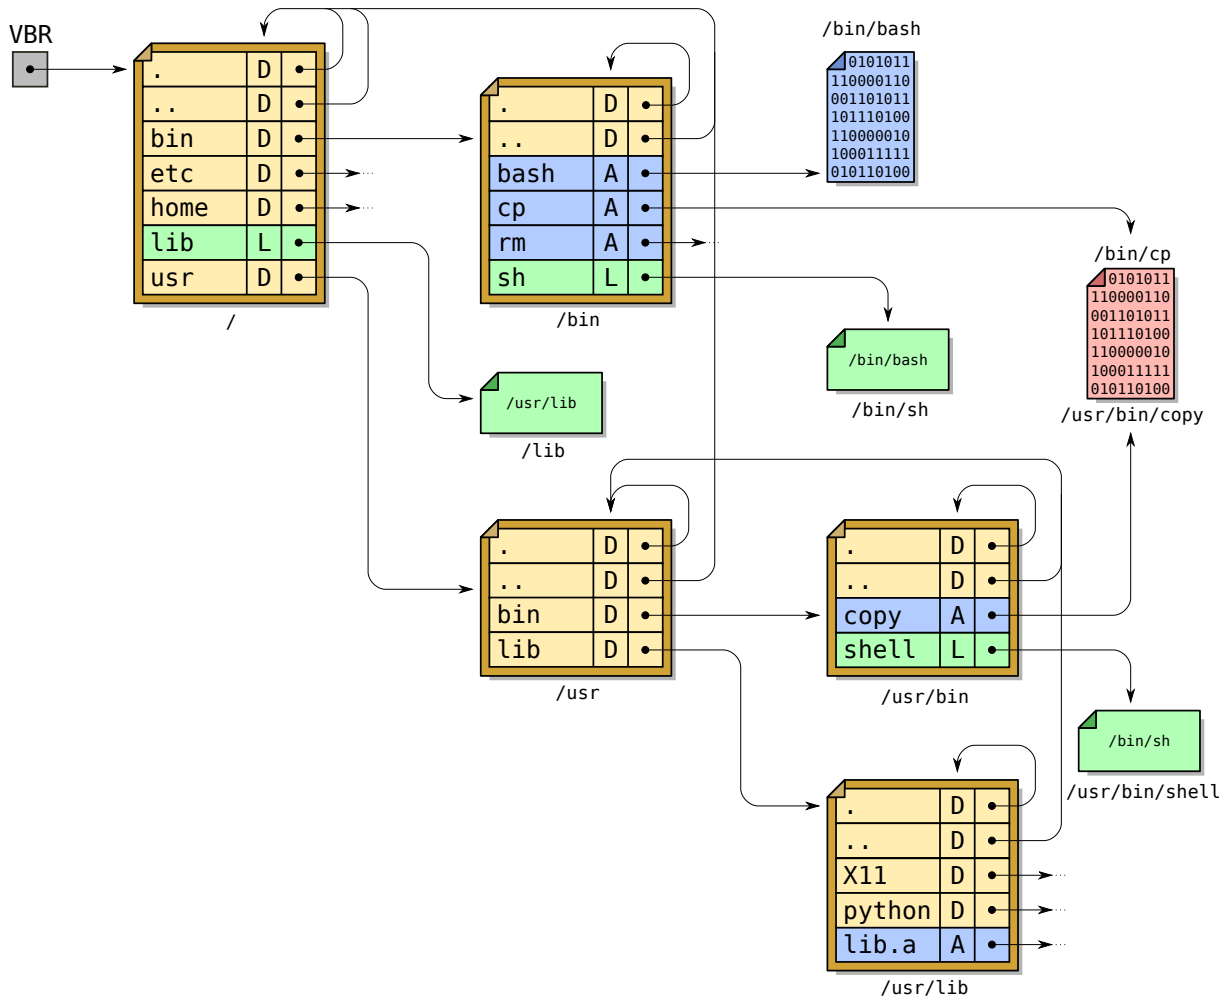 VBR
. D
.. D
bin D
etc D
home D
lib L
usr D
/
. D
.. D
bash A
cp A
rm A
sh L
/bin
/bin/bash
0101011
110000110
001101011
101110100
110000010
100011111
010110100
/bin/cp
0101011
110000110
001101011
101110100
110000010
100011111
010110100
/usr/bin/copy
/bin/bash
/bin/sh
/usr/lib
/lib
. D
.. D
bin D
lib D
/usr
. D
.. D
copy A
shell L
/usr/bin
/bin/sh
/usr/bin/shell
. D
.. D
X11 D
python D
lib.a A
/usr/lib